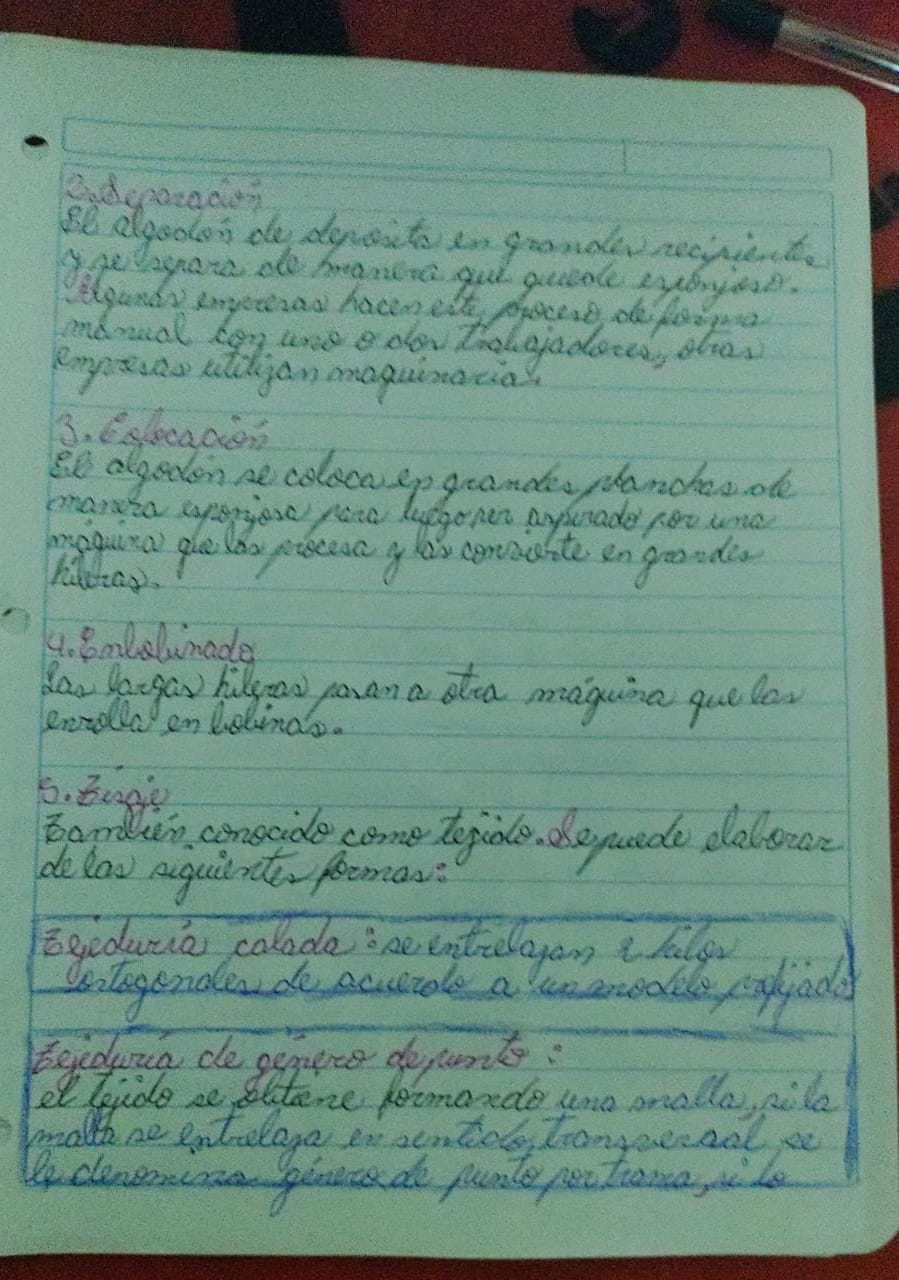 2. Separación
El algodón de deposita en grandes recipientes
y se separa de manera que quede esponjoso.
Algunas empresas hacen este proceso de forma
manual con uno o dos trabajadores, otras
empresas utilizan maquinaria.
3. Colocación
El algodón se coloca en grandes planchas de
manera esponjosa para luego ser aspirado por una
máquina que las procesa y las convierte en grandes
hileras.
4. Enbobinado
Las largas hileras pasan a otra máquina que las
enrolla en bobinas.
5. Tisaje
También conocido como tejido. Se puede elaborar
de las siguientes formas:
Tejeduría calada: se entrelazan 2 hilos
ortogonales de acuerdo a un modelo prefijado
Tejeduría de género de punto:
el tejido se obtiene formando una malla, si la
malla se entrelaza en sentido transversal se
le denomina género de punto por trama, si lo